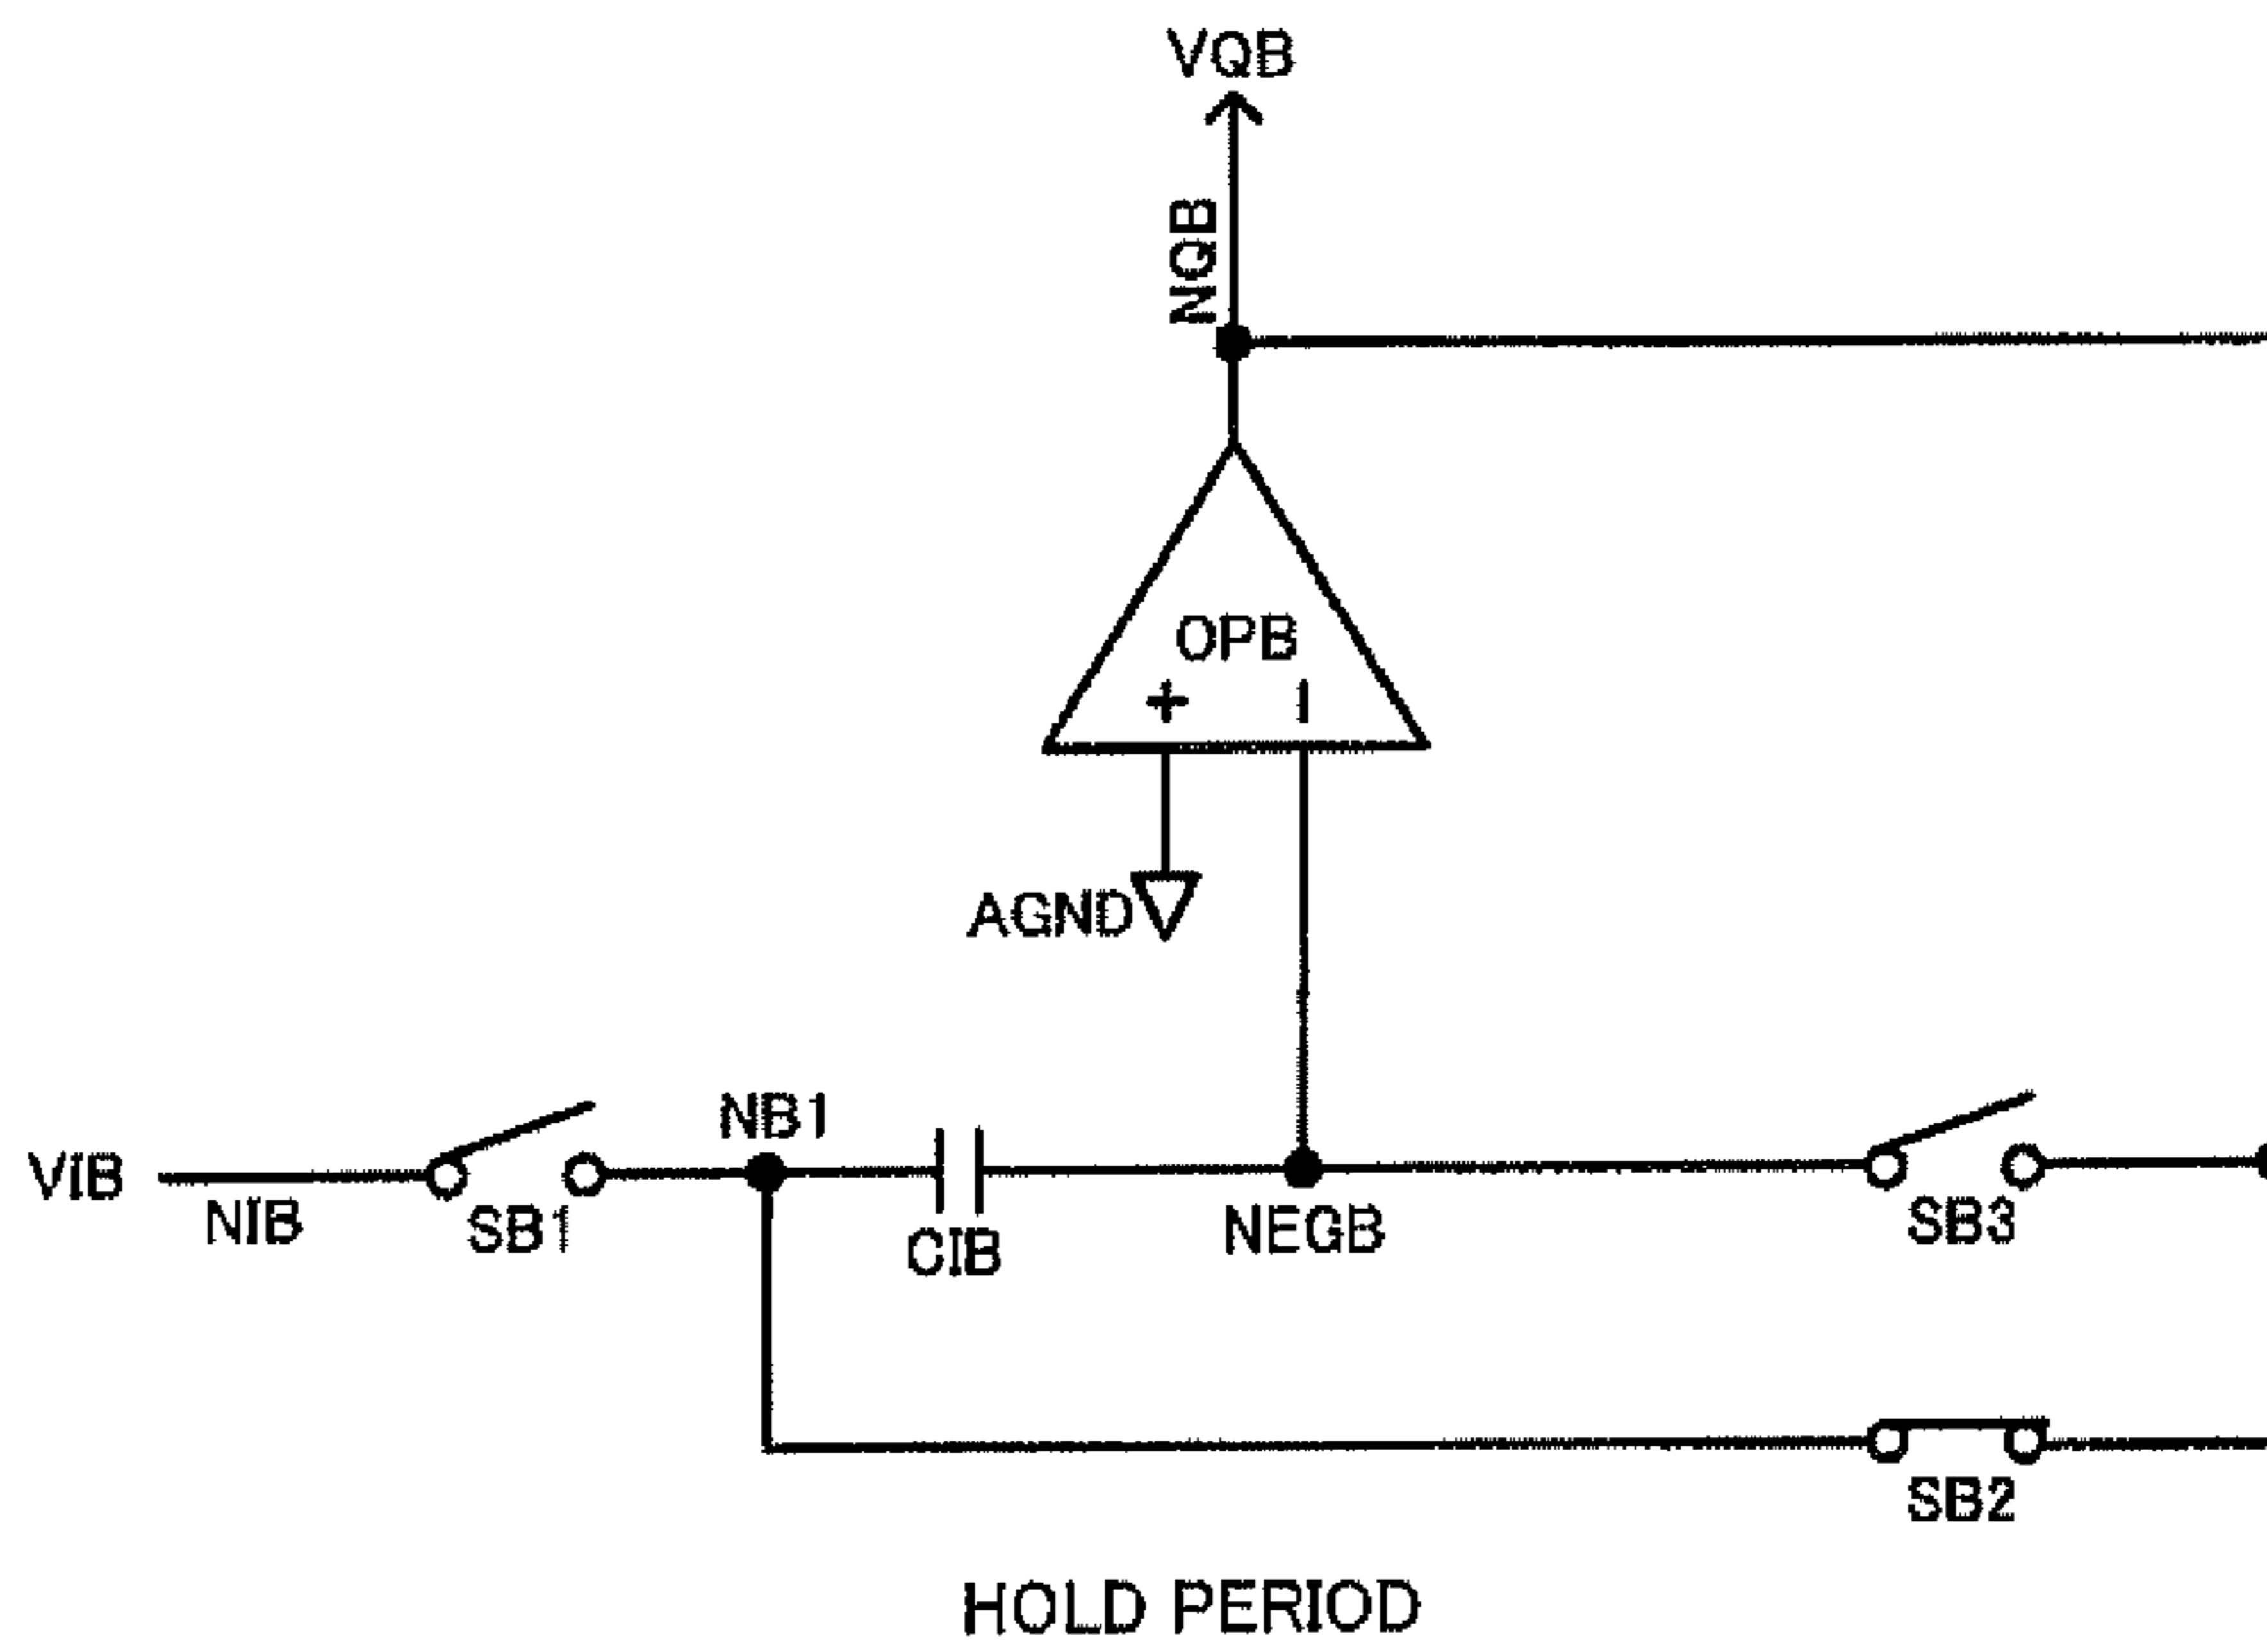 VQB
NQB
OPB
+ −
AGND
NB1
VIB
NIB
SB1
CIB
NEGB
SB3
SB2
HOLD PERIOD